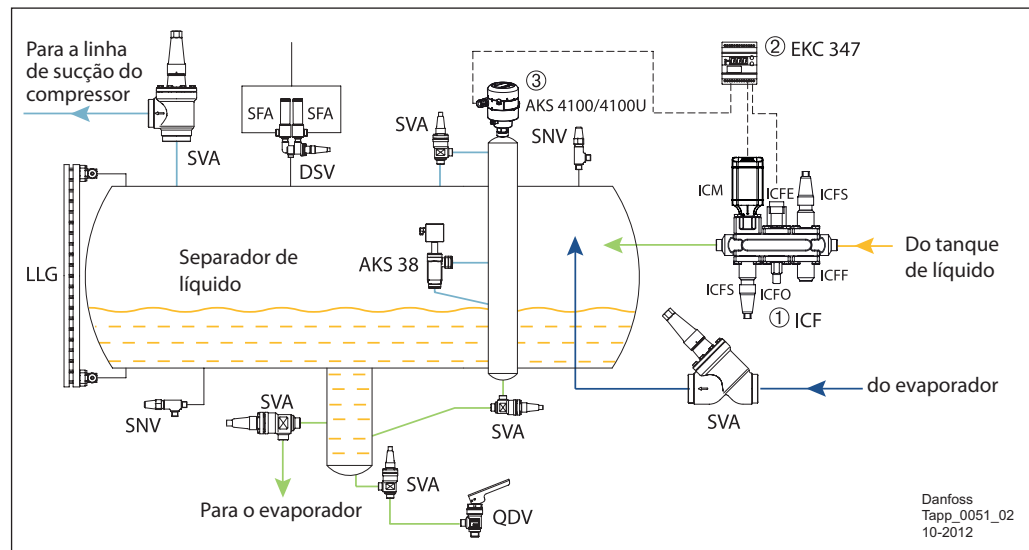 Para a linha
de sucção do
compressor
SVA
SFA
SFA
DSV
SVA
③
AKS 4100/4100U
SNV
② EKC 347
ICM
ICFE
ICFS
ICFS
ICFO
ICFF
① ICF
Do tanque
de líquido
LLG
Separador de
líquido
AKS 38
do evaporador
SVA
SNV
SVA
SVA
Para o evaporador
SVA
QDV
Danfoss
Tapp_0051_02
10-2012